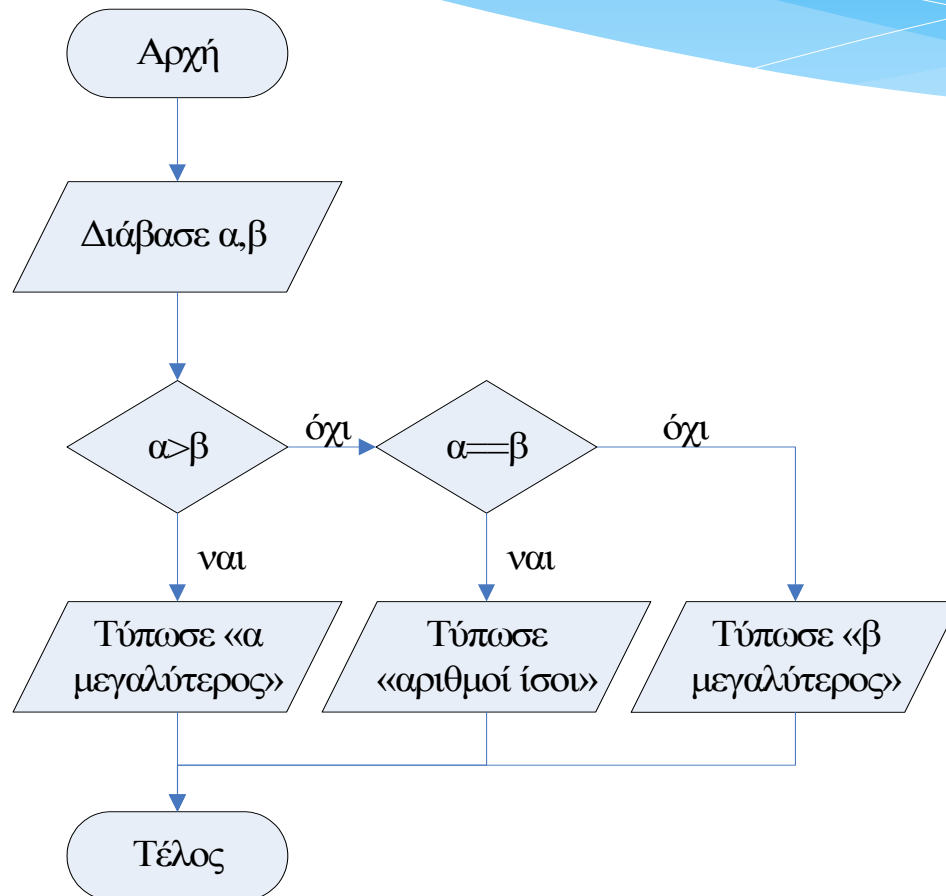 Αρχή
Διάβασε α,β
α>β
όχι
α==β
όχι
ναι
ναι
Τύπωσε «α
μεγαλύτερος»
Τύπωσε
«αριθμοί ίσοι»
Τύπωσε «β
μεγαλύτερος»
Τέλος